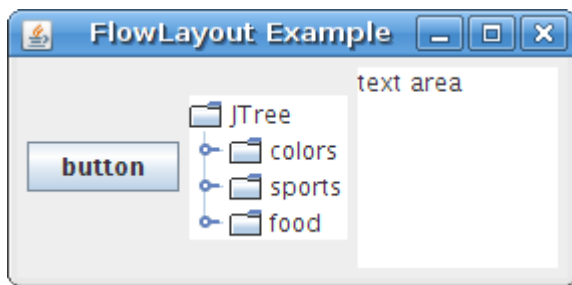 FlowLayout Example
button
JTree
colors
sports
food
text area